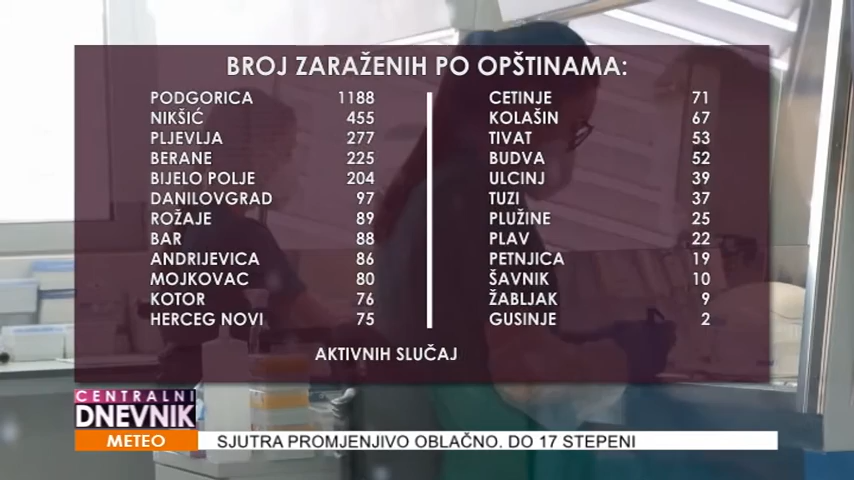 BROJ ZARAŽENIH PO OPŠTINAMA:
PODGORICA 1188
NIKŠIĆ 455
PLJEVLJA 277
BERANE 225
BIJELO POLJE 204
DANILOVGRAD 97
ROŽAJE 89
BAR 88
ANDRIJEVICA 86
MOJKOVAC 80
KOTOR 76
HERCEG NOVI 75
CETINJE 71
KOLAŠIN 67
TIVAT 53
BUDVA 52
ULCINJ 39
TUZI 37
PLUŽINE 25
PLAV 22
PETNJICA 19
ŠAVNIK 10
ŽABLJAK 9
GUSINJE 2
AKTIVNIH SLUČAJ
CENTRALNI
DNEVNIK
METEO
SJUTRA PROMJENJIVO OBLAČNO. DO 17 STEPENI